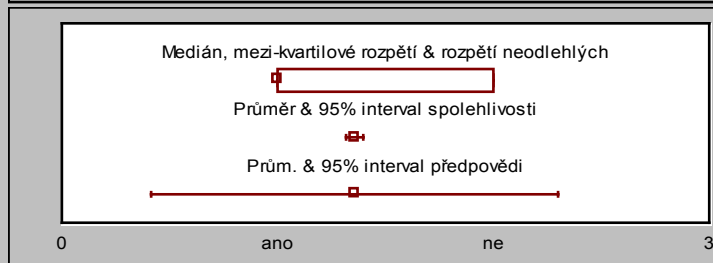 Medián, mezi-kvartilové rozpětí & rozpětí neodlehlých
Průměr & 95% interval spolehlivosti
Prům. & 95% interval předpovědi
0 ano ne 3